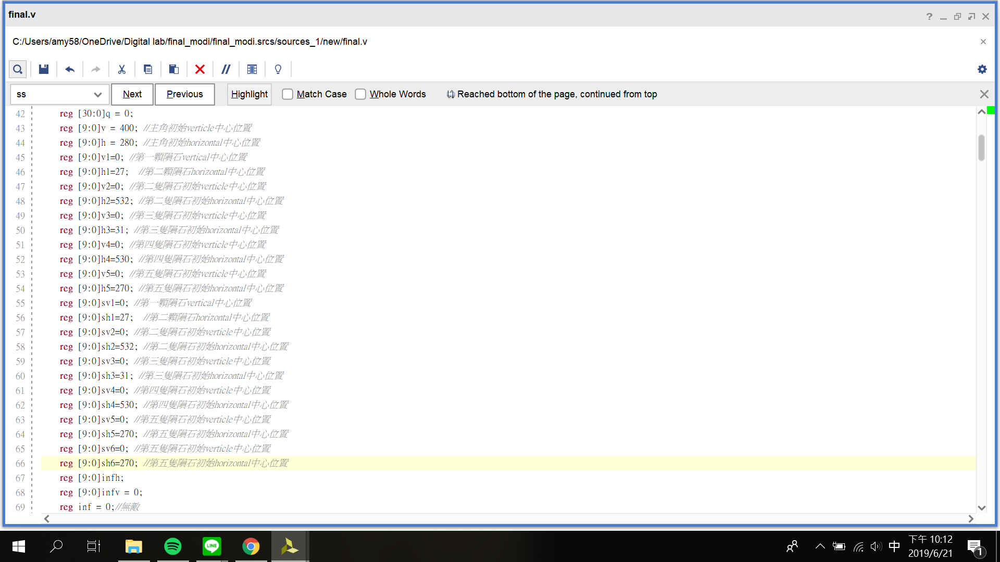 final.v
C:/Users/amy58/OneDrive/Digital lab/final_modi/final_modi.srcs/sources_1/new/final.v
ss Next Previous Highlight Match Case Whole Words Reached bottom of the page, continued from top
42 reg [30:0]q = 0;
43 reg [9:0]v = 400; //主角初始verticle中心位置
44 reg [9:0]h = 280; //主角初始horizontal中心位置
45 reg [9:0]v1=0; //第一顆隕石vertical中心位置
46 reg [9:0]h1=27;  //第二顆隕石horizontal中心位置
47 reg [9:0]v2=0; //第二隻隕石初始verticle中心位置
48 reg [9:0]h2=532; //第二隻隕石初始horizontal中心位置
49 reg [9:0]v3=0; //第三隻隕石初始verticle中心位置
50 reg [9:0]h3=31; //第三隻隕石初始horizontal中心位置
51 reg [9:0]v4=0; //第四隻隕石初始verticle中心位置
52 reg [9:0]h4=530; //第四隻隕石初始horizontal中心位置
53 reg [9:0]v5=0; //第五隻隕石初始verticle中心位置
54 reg [9:0]h5=270; //第五隻隕石初始horizontal中心位置
55 reg [9:0]sv1=0; //第一顆隕石vertical中心位置
56 reg [9:0]sh1=27;  //第二顆隕石horizontal中心位置
57 reg [9:0]sv2=0; //第二隻隕石初始verticle中心位置
58 reg [9:0]sh2=532; //第二隻隕石初始horizontal中心位置
59 reg [9:0]sv3=0; //第三隻隕石初始verticle中心位置
60 reg [9:0]sh3=31; //第三隻隕石初始horizontal中心位置
61 reg [9:0]sv4=0; //第四隻隕石初始verticle中心位置
62 reg [9:0]sh4=530; //第四隻隕石初始horizontal中心位置
63 reg [9:0]sv5=0; //第五隻隕石初始verticle中心位置
64 reg [9:0]sh5=270; //第五隻隕石初始horizontal中心位置
65 reg [9:0]sv6=0; //第五隻隕石初始verticle中心位置
66 reg [9:0]sh6=270; //第五隻隕石初始horizontal中心位置
67 reg [9:0]infh;
68 reg [9:0]infv = 0;
69 reg inf = 0;//無敵
LINE
中
下午 10:12
2019/6/21
1